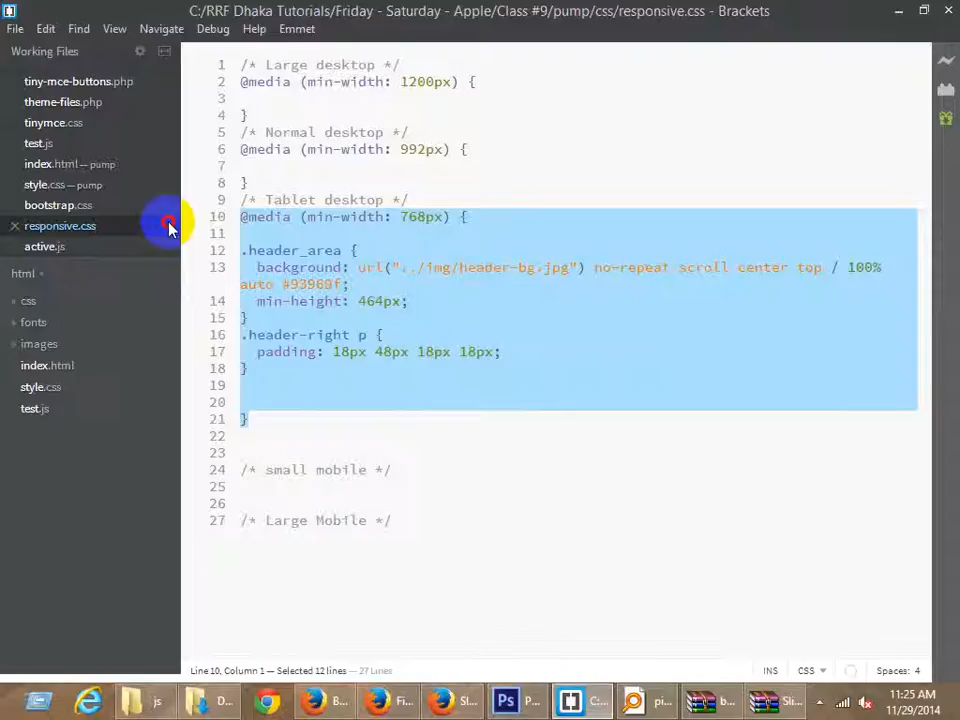 C:/RRF Dhaka Tutorials/Friday - Saturday - Apple/Class #9/pump/css/responsive.css - Brackets
File Edit Find View Navigate Debug Help Emmet
Working Files
tiny-mce-buttons.php
theme-files.php
tinymce.css
test.js
index.html — pump
style.css — pump
bootstrap.css
responsive.css
active.js
html
css
fonts
images
index.html
style.css
test.js
1 /* Large desktop */
2 @media (min-width: 1200px) {
3
4 }
5 /* Normal desktop */
6 @media (min-width: 992px) {
7
8 }
9 /* Tablet desktop */
10 @media (min-width: 768px) {
11
12 .header_area {
13 background: url("../img/header-bg.jpg") no-repeat scroll center top / 100%
auto #93969f;
14 min-height: 464px;
15 }
16 .header-right p {
17 padding: 18px 48px 18px 18px;
18 }
19
20
21 }
22
23
24 /* small mobile */
25
26
27 /* Large Mobile */
Line 10, Column 1 — Selected 12 lines — 27 Lines
INS CSS Spaces: 4
js D... B... Fi... Sl... Ps P... C:... pi... b... Sli...
11:25 AM
11/29/2014